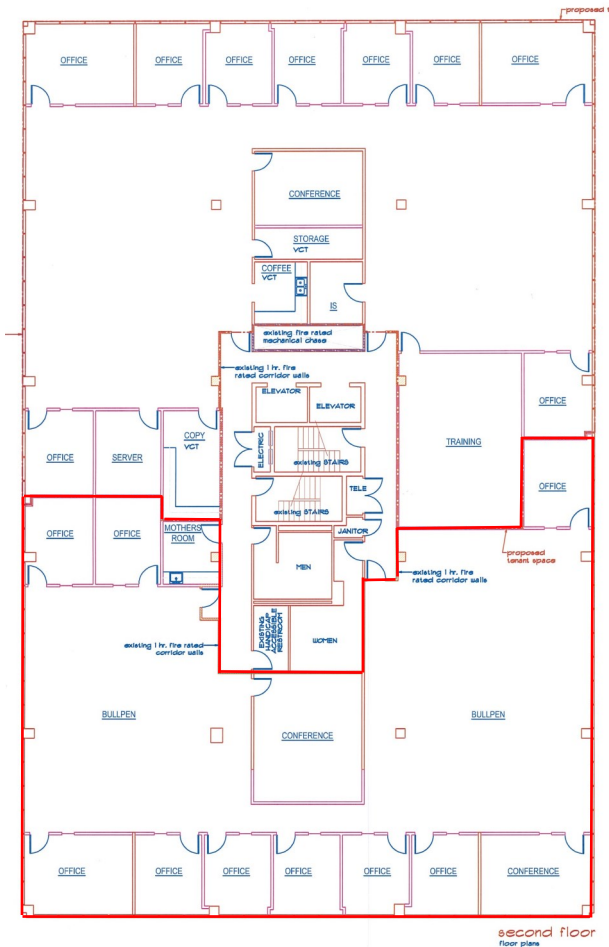 proposed t
OFFICE
OFFICE
OFFICE
OFFICE
OFFICE
OFFICE
OFFICE
CONFERENCE
STORAGE
VCT
COFFEE
VCT
IS
existing fire rated
mechanical chase
existing 1 hr. fire
rated corridor walls
ELEVATOR
ELEVATOR
OFFICE
TRAINING
COPY
VCT
OFFICE
SERVER
ELECTRIC
existing STAIRS
TELE
OFFICE
existing STAIRS
OFFICE
OFFICE
MOTHERS
ROOM
JANITOR
proposed
tenant space
MEN
existing 1 hr. fire
rated corridor walls
existing 1 hr. fire rated
corridor walls
EXISTING
HANDICAP
ACCESSIBLE
RESTROOM
WOMEN
BULLPEN
CONFERENCE
BULLPEN
OFFICE
OFFICE
OFFICE
OFFICE
OFFICE
OFFICE
CONFERENCE
second floor
floor plans